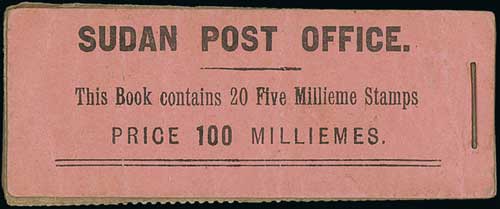 SUDAN POST OFFICE.
This Book contains 20 Five Millieme Stamps
PRICE 100 MILLIEMES.